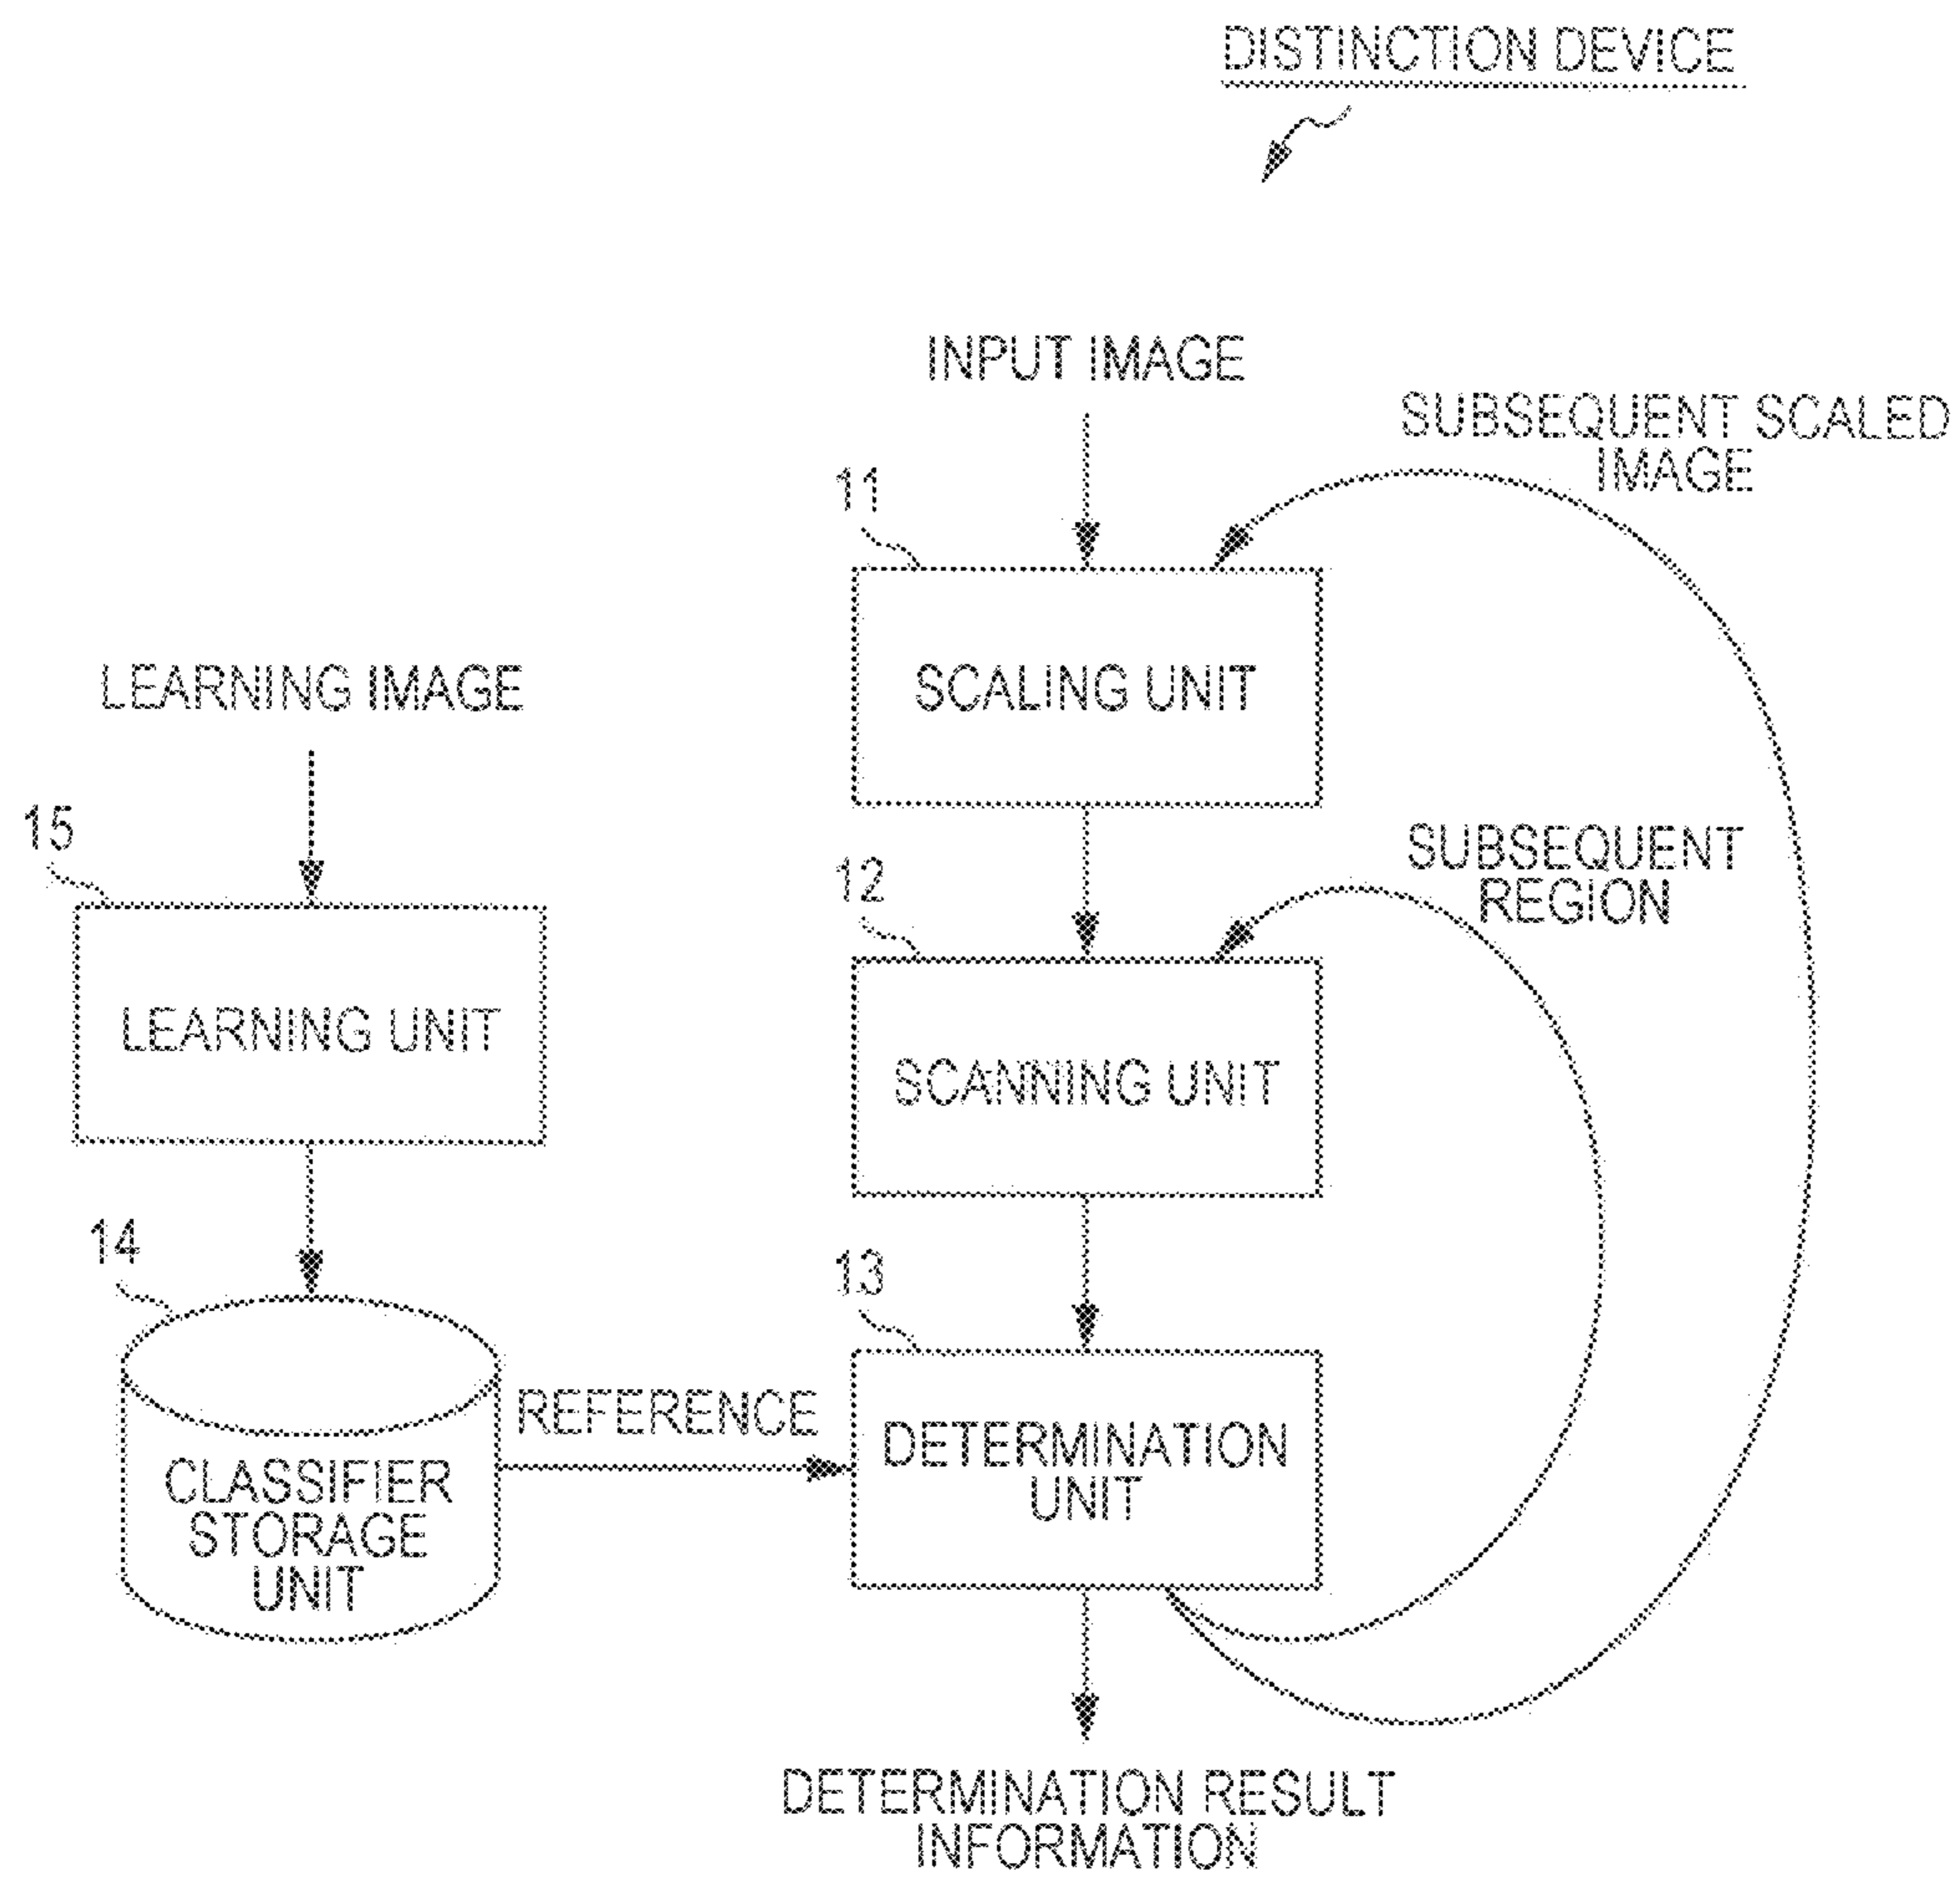 DISTINCTION DEVICE
INPUT IMAGE
SUBSEQUENT SCALED
IMAGE
11
SCALING UNIT
LEARNING IMAGE
15
LEARNING UNIT
12
SUBSEQUENT
REGION
SCANNING UNIT
14
CLASSIFIER
STORAGE
UNIT
REFERENCE
13
DETERMINATION
UNIT
DETERMINATION RESULT
INFORMATION